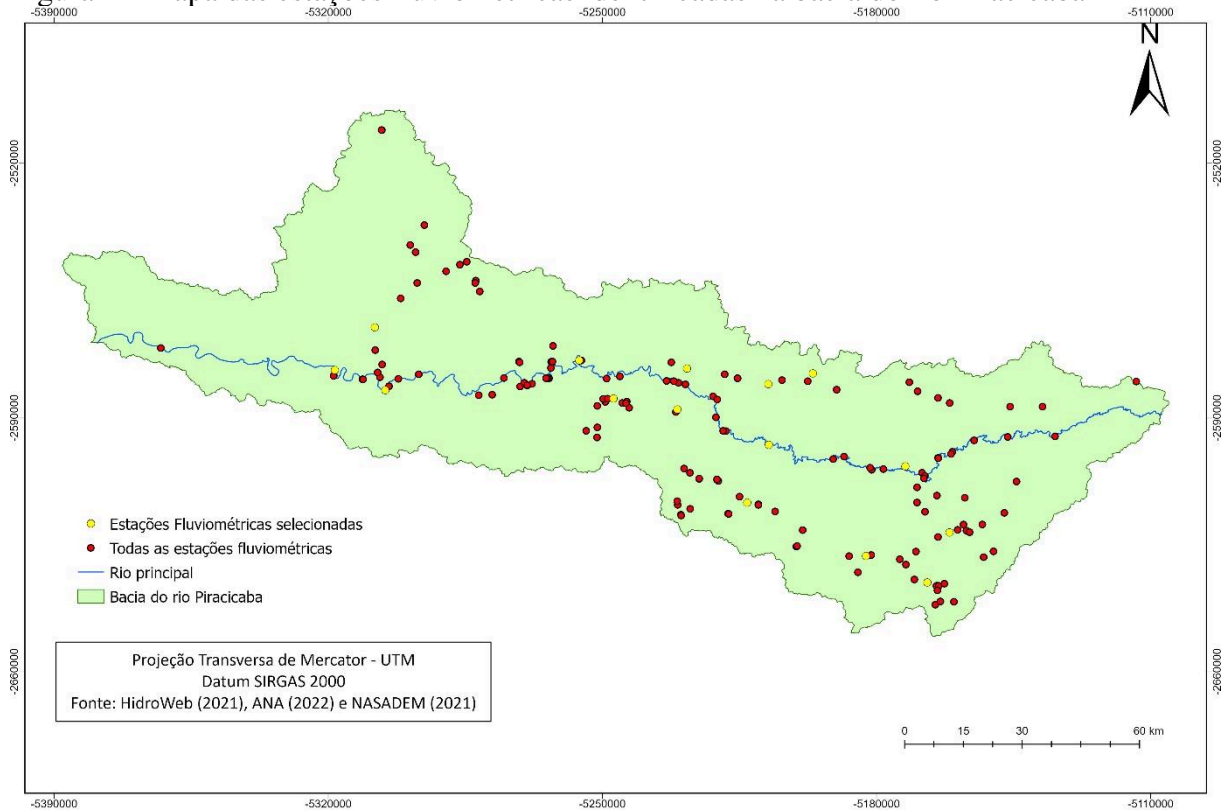 -5390000 -5320000 -5250000 -5180000 -5110000
N
-2520000 -2520000
-2590000 -2590000
-2660000 -2660000
Estações Fluviométricas selecionadas
Todas as estações fluviométricas
Rio principal
Bacia do rio Piracicaba
Projeção Transversa de Mercator - UTM
Datum SIRGAS 2000
Fonte: HidroWeb (2021), ANA (2022) e NASADEM (2021)
0 15 30 60 km
-5390000 -5320000 -5250000 -5180000 -5110000